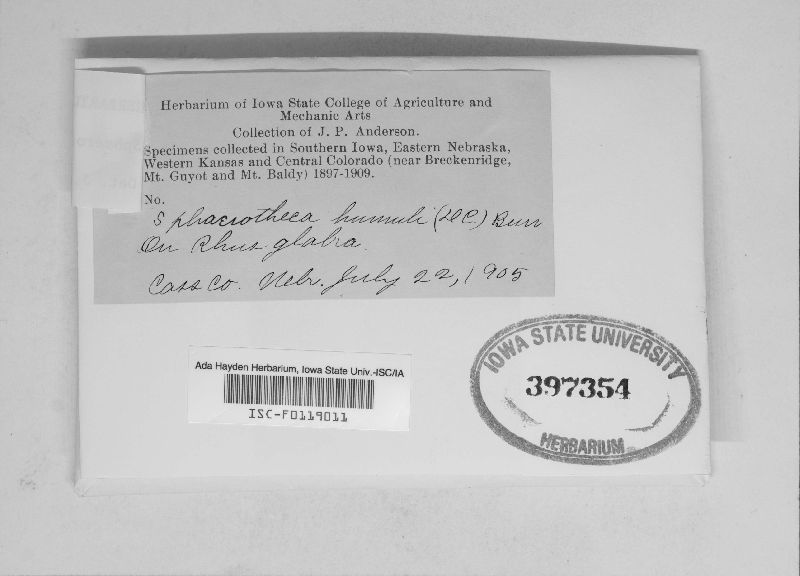 Herbarium of Iowa State College of Agriculture and
Mechanic Arts
Collection of J. P. Anderson.
Specimens collected in Southern Iowa, Eastern Nebraska,
Western Kansas and Central Colorado (near Breckenridge,
Mt. Guyot and Mt. Baldy) 1897-1909.
No.
Sphaerotheca humuli (DC) Burr
On Rhus glabra.
Cass Co. Nebr. July 22, 1905
Ada Hayden Herbarium, Iowa State Univ.-ISC/IA
ISC-F0119011
IOWA STATE UNIVERSITY
397354
HERBARIUM